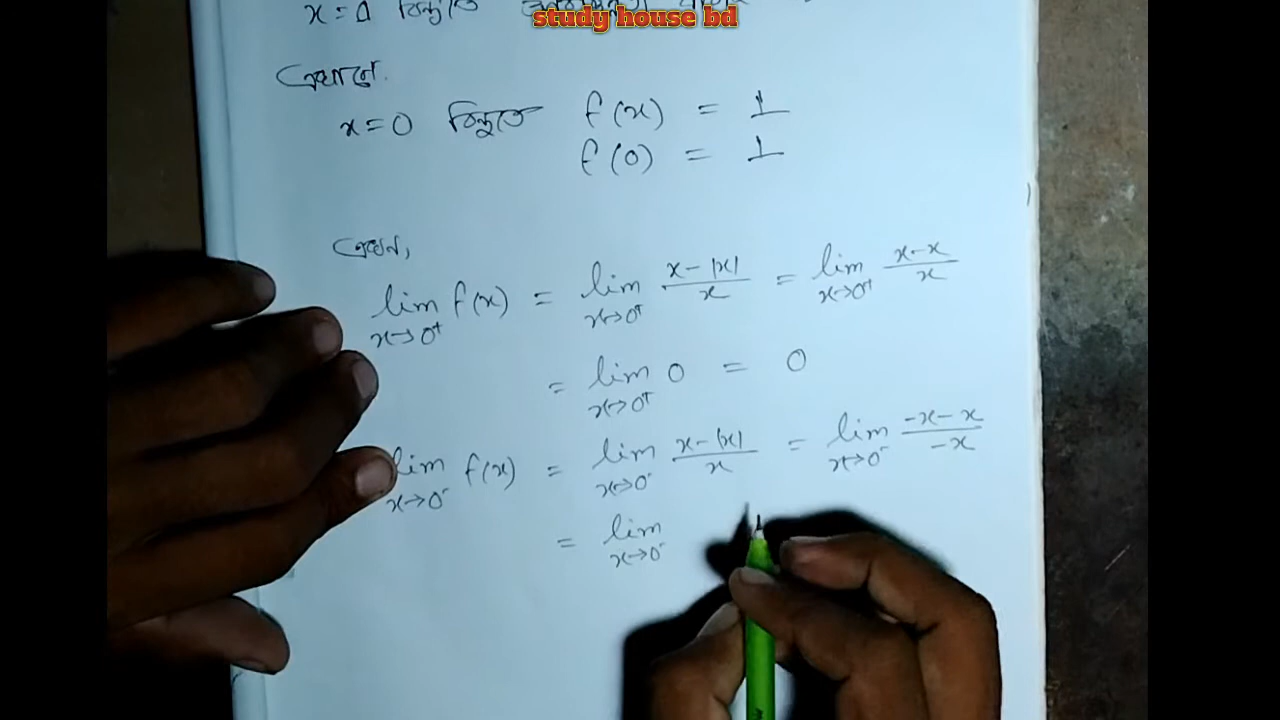 x = 0 বিন্দুতে
study house bd
এখানে.
x = 0 বিন্দুতে f(x) = 1
f(0) = 1
এখন,
lim x→0⁺ f(x) = lim x→0⁺ (x-|x|)/x = lim x→0⁺ (x-x)/x
= lim x→0⁺ 0 = 0
lim x→0⁻ f(x) = lim x→0⁻ (x-|x|)/x = lim x→0⁻ (-x-x)/(-x)
= lim x→0⁻